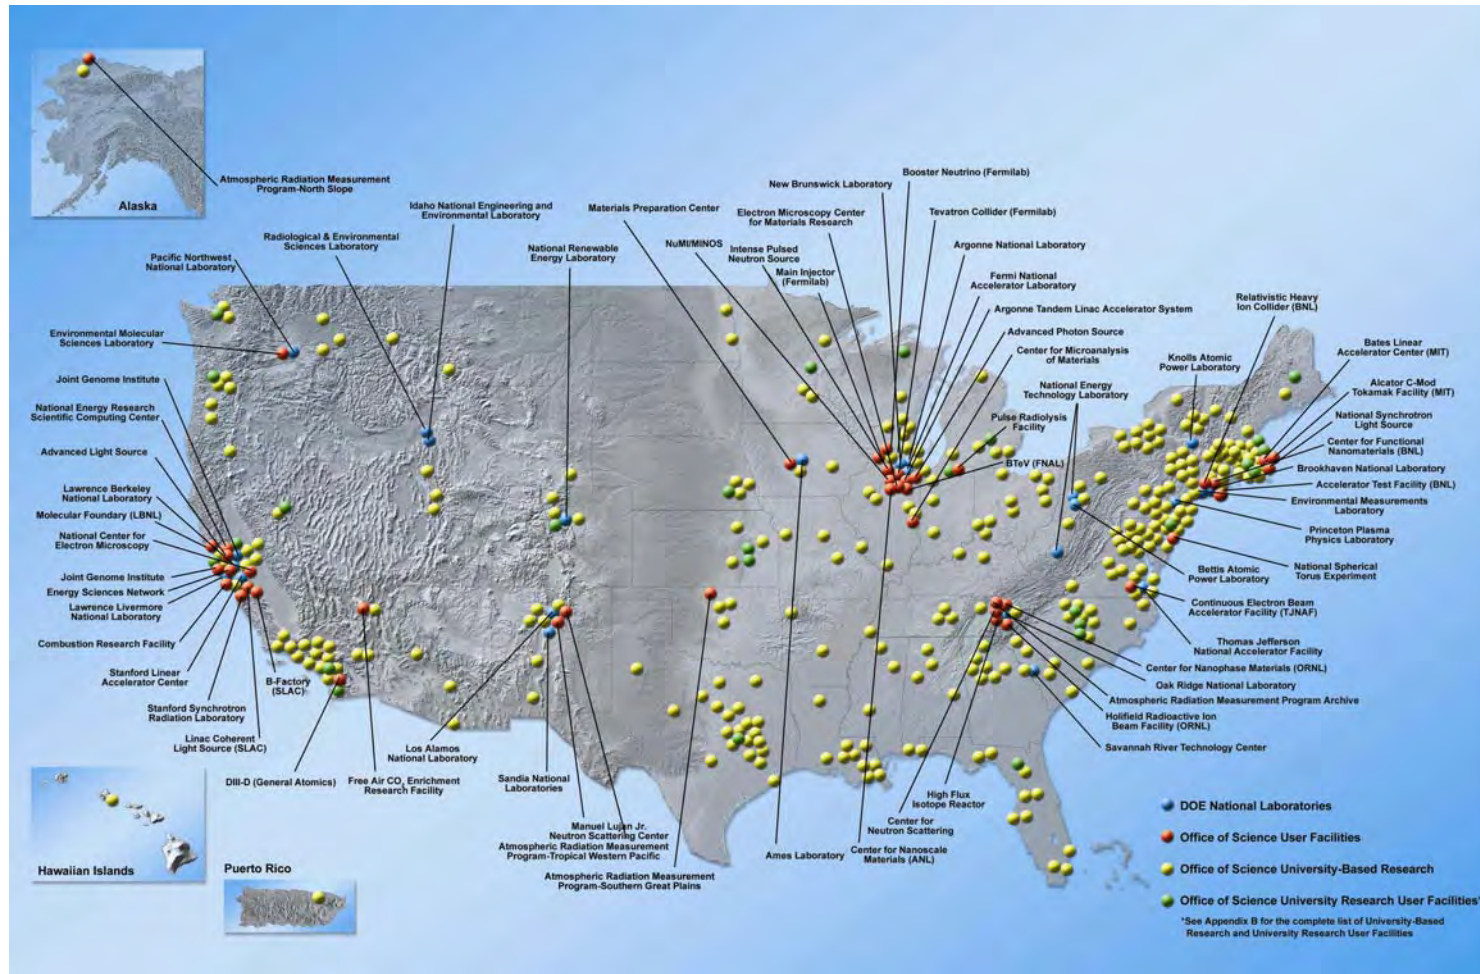 Alaska
Atmospheric Radiation Measurement
Program-North Slope
Pacific Northwest
National Laboratory
Radiological & Environmental
Sciences Laboratory
Idaho National Engineering and
Environmental Laboratory
National Renewable
Energy Laboratory
Materials Preparation Center
NuMI/MINOS
Electron Microscopy Center
for Materials Research
Intense Pulsed
Neutron Source
Main Injector
(Fermilab)
New Brunswick Laboratory
Booster Neutrino (Fermilab)
Tevatron Collider (Fermilab)
Argonne National Laboratory
Fermi National
Accelerator Laboratory
Argonne Tandem Linac Accelerator System
Advanced Photon Source
Center for Microanalysis
of Materials
National Energy
Technology Laboratory
Pulse Radiolysis
Facility
BTeV (FNAL)
Knolls Atomic
Power Laboratory
Relativistic Heavy
Ion Collider (BNL)
Bates Linear
Accelerator Center (MIT)
Alcator C-Mod
Tokamak Facility (MIT)
National Synchrotron
Light Source
Center for Functional
Nanomaterials (BNL)
Brookhaven National Laboratory
Accelerator Test Facility (BNL)
Environmental Measurements
Laboratory
Princeton Plasma
Physics Laboratory
National Spherical
Torus Experiment
Bettis Atomic
Power Laboratory
Continuous Electron Beam
Accelerator Facility (TJNAF)
Thomas Jefferson
National Accelerator Facility
Center for Nanophase Materials (ORNL)
Oak Ridge National Laboratory
Atmospheric Radiation Measurement Program Archive
Holifield Radioactive Ion
Beam Facility (ORNL)
Savannah River Technology Center
High Flux
Isotope Reactor
Center for
Neutron Scattering
Center for Nanoscale
Materials (ANL)
Ames Laboratory
Environmental Molecular
Sciences Laboratory
Joint Genome Institute
National Energy Research
Scientific Computing Center
Advanced Light Source
Lawrence Berkeley
National Laboratory
Molecular Foundary (LBNL)
National Center for
Electron Microscopy
Joint Genome Institute
Energy Sciences Network
Lawrence Livermore
National Laboratory
Combustion Research Facility
Stanford Linear
Accelerator Center
Stanford Synchrotron
Radiation Laboratory
Linac Coherent
Light Source (SLAC)
B-Factory
(SLAC)
DIII-D (General Atomics)
Free Air CO₂ Enrichment
Research Facility
Los Alamos
National Laboratory
Sandia National
Laboratories
Manuel Lujan Jr.
Neutron Scattering Center
Atmospheric Radiation Measurement
Program-Tropical Western Pacific
Atmospheric Radiation Measurement
Program-Southern Great Plains
Hawaiian Islands
Puerto Rico
DOE National Laboratories
Office of Science User Facilities
Office of Science University-Based Research
Office of Science University Research User Facilities*
*See Appendix B for the complete list of University-Based
Research and University Research User Facilities